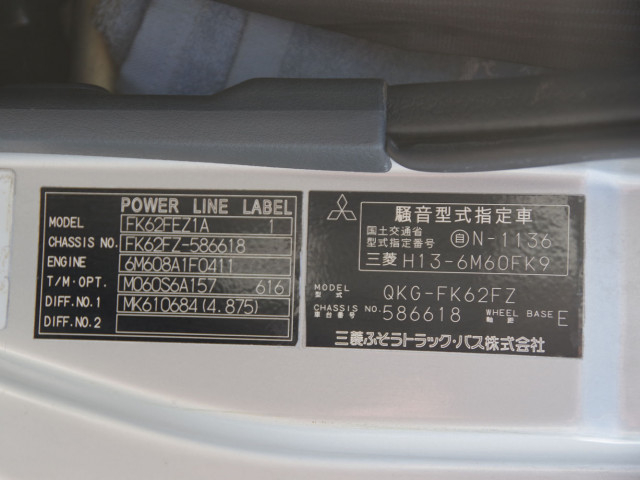 POWER LINE LABEL
MODEL FK62FEZ1A 1
CHASSIS NO. FK62FZ-586618
ENGINE 6M608A1F0411
T/M·OPT. M060S6A157 616
DIFF.NO.1 MK610684(4.875)
DIFF.NO.2
騒音型式指定車
国土交通省
型式指定番号 自N-1136
三菱 H13-6M60FK9
MODEL
型式 QKG-FK62FZ
CHASSIS NO.
車台番号 586618 WHEEL BASE
軸距 E
三菱ふそうトラック・バス株式会社